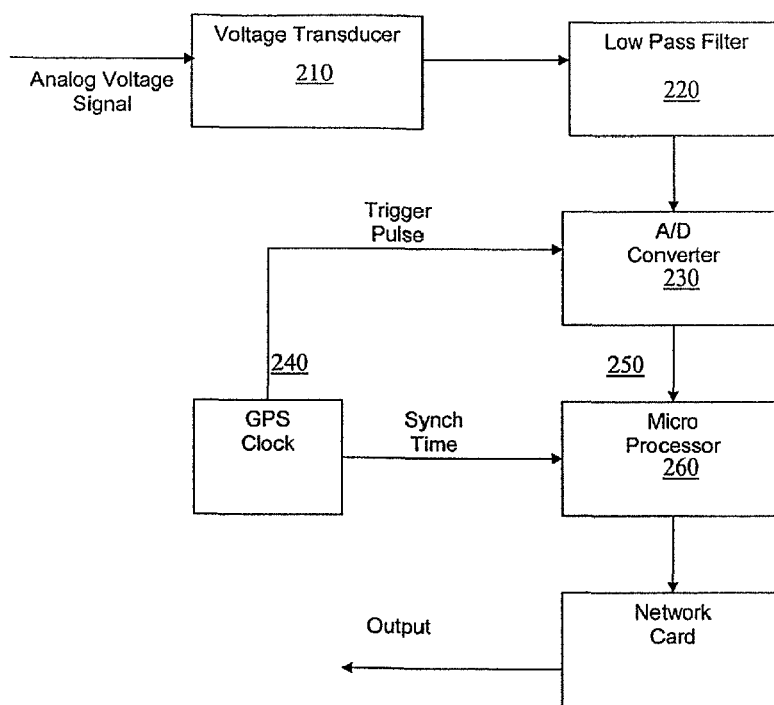 Voltage Transducer
210
Low Pass Filter
220
Analog Voltage
Signal
Trigger
Pulse
A/D
Converter
230
240
250
GPS
Clock
Synch
Time
Micro
Processor
260
Network
Card
Output